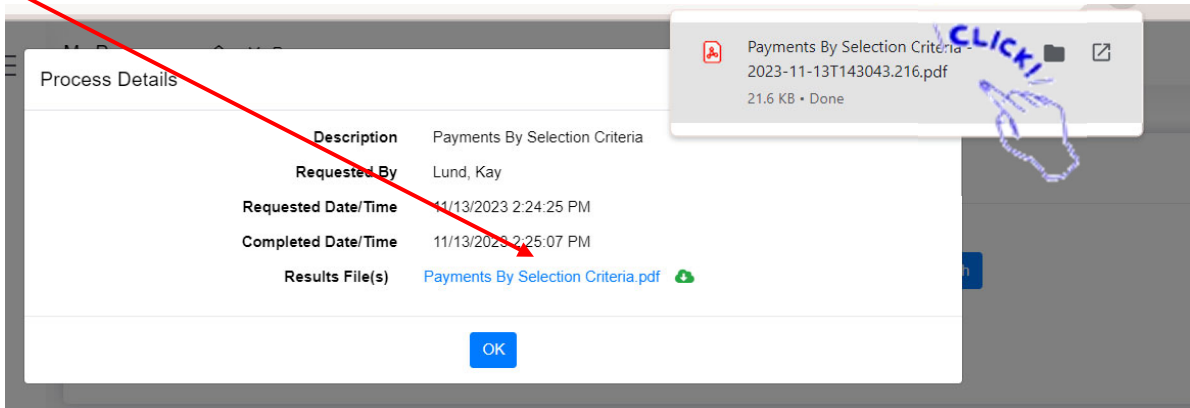 Process Details
Payments By Selection Criteria -
2023-11-13T143043.216.pdf
21.6 KB • Done
CLICK!
Description Payments By Selection Criteria
Requested By Lund, Kay
Requested Date/Time 11/13/2023 2:24:25 PM
Completed Date/Time 11/13/2023 2:25:07 PM
Results File(s) Payments By Selection Criteria.pdf
OK